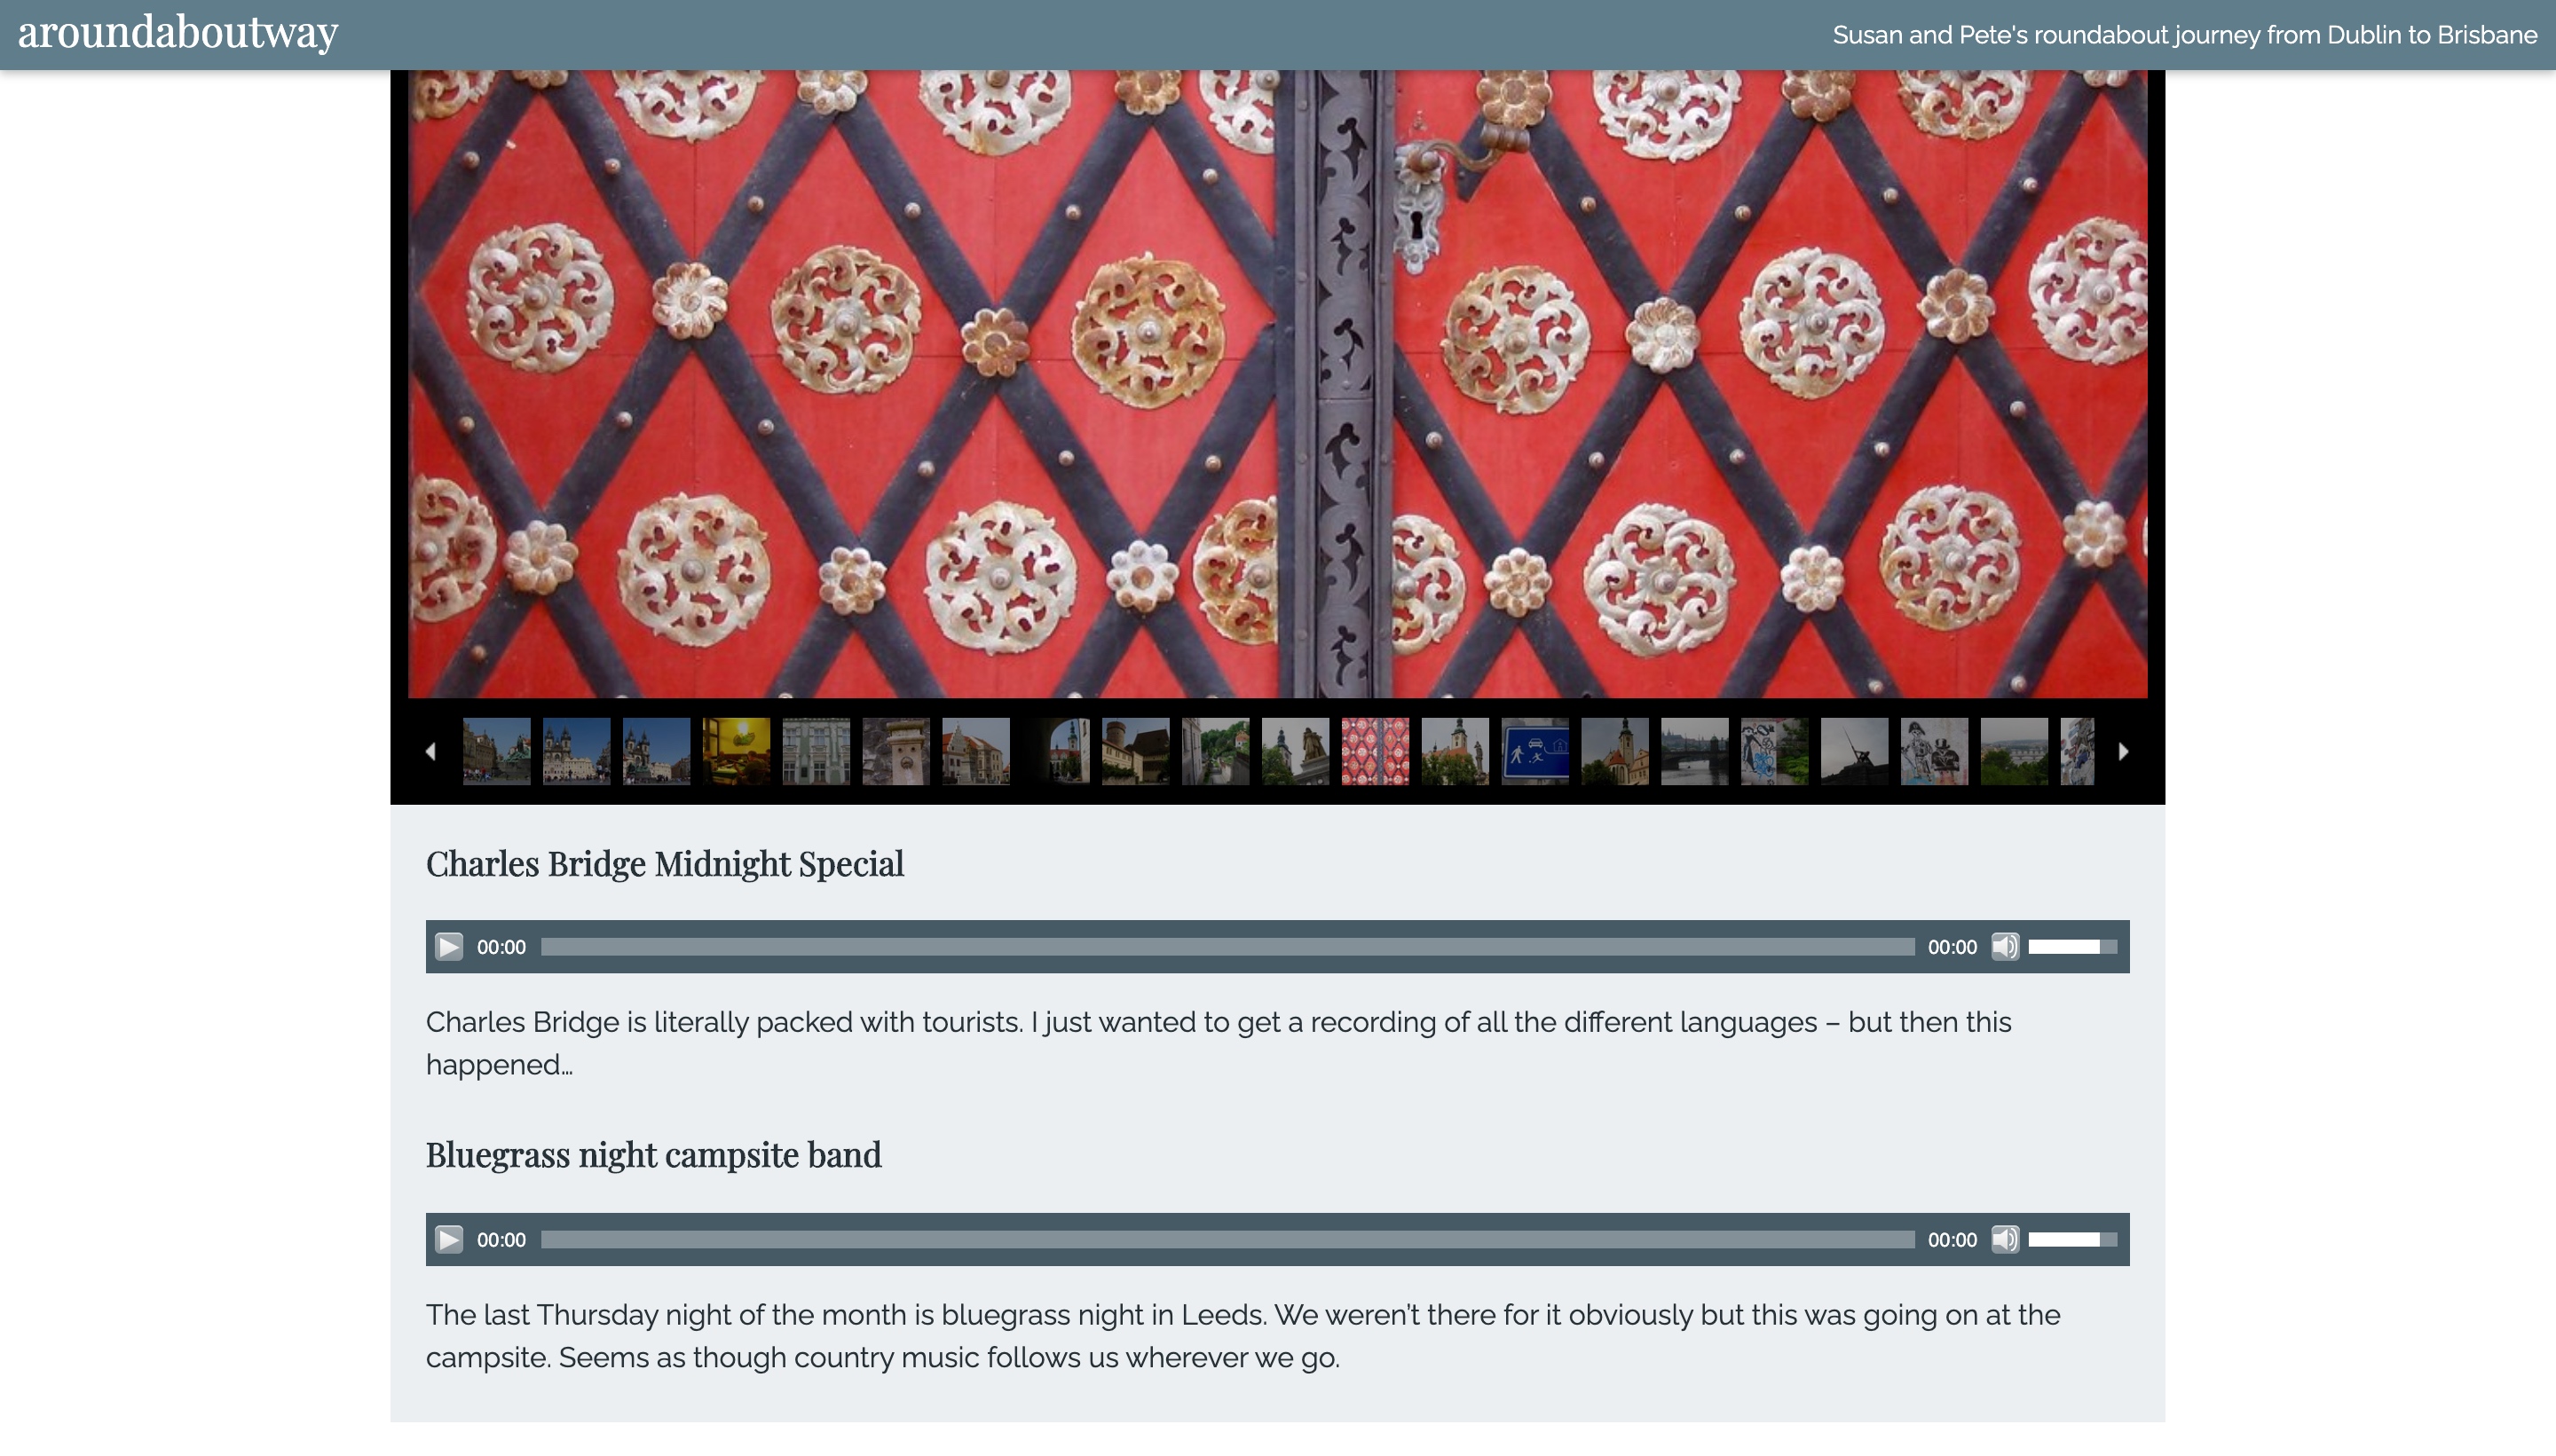 aroundaboutway
Susan and Pete's roundabout journey from Dublin to Brisbane
Charles Bridge Midnight Special
00:00
00:00
Charles Bridge is literally packed with tourists. I just wanted to get a recording of all the different languages – but then this
happened…
Bluegrass night campsite band
00:00
00:00
The last Thursday night of the month is bluegrass night in Leeds. We weren’t there for it obviously but this was going on at the
campsite. Seems as though country music follows us wherever we go.